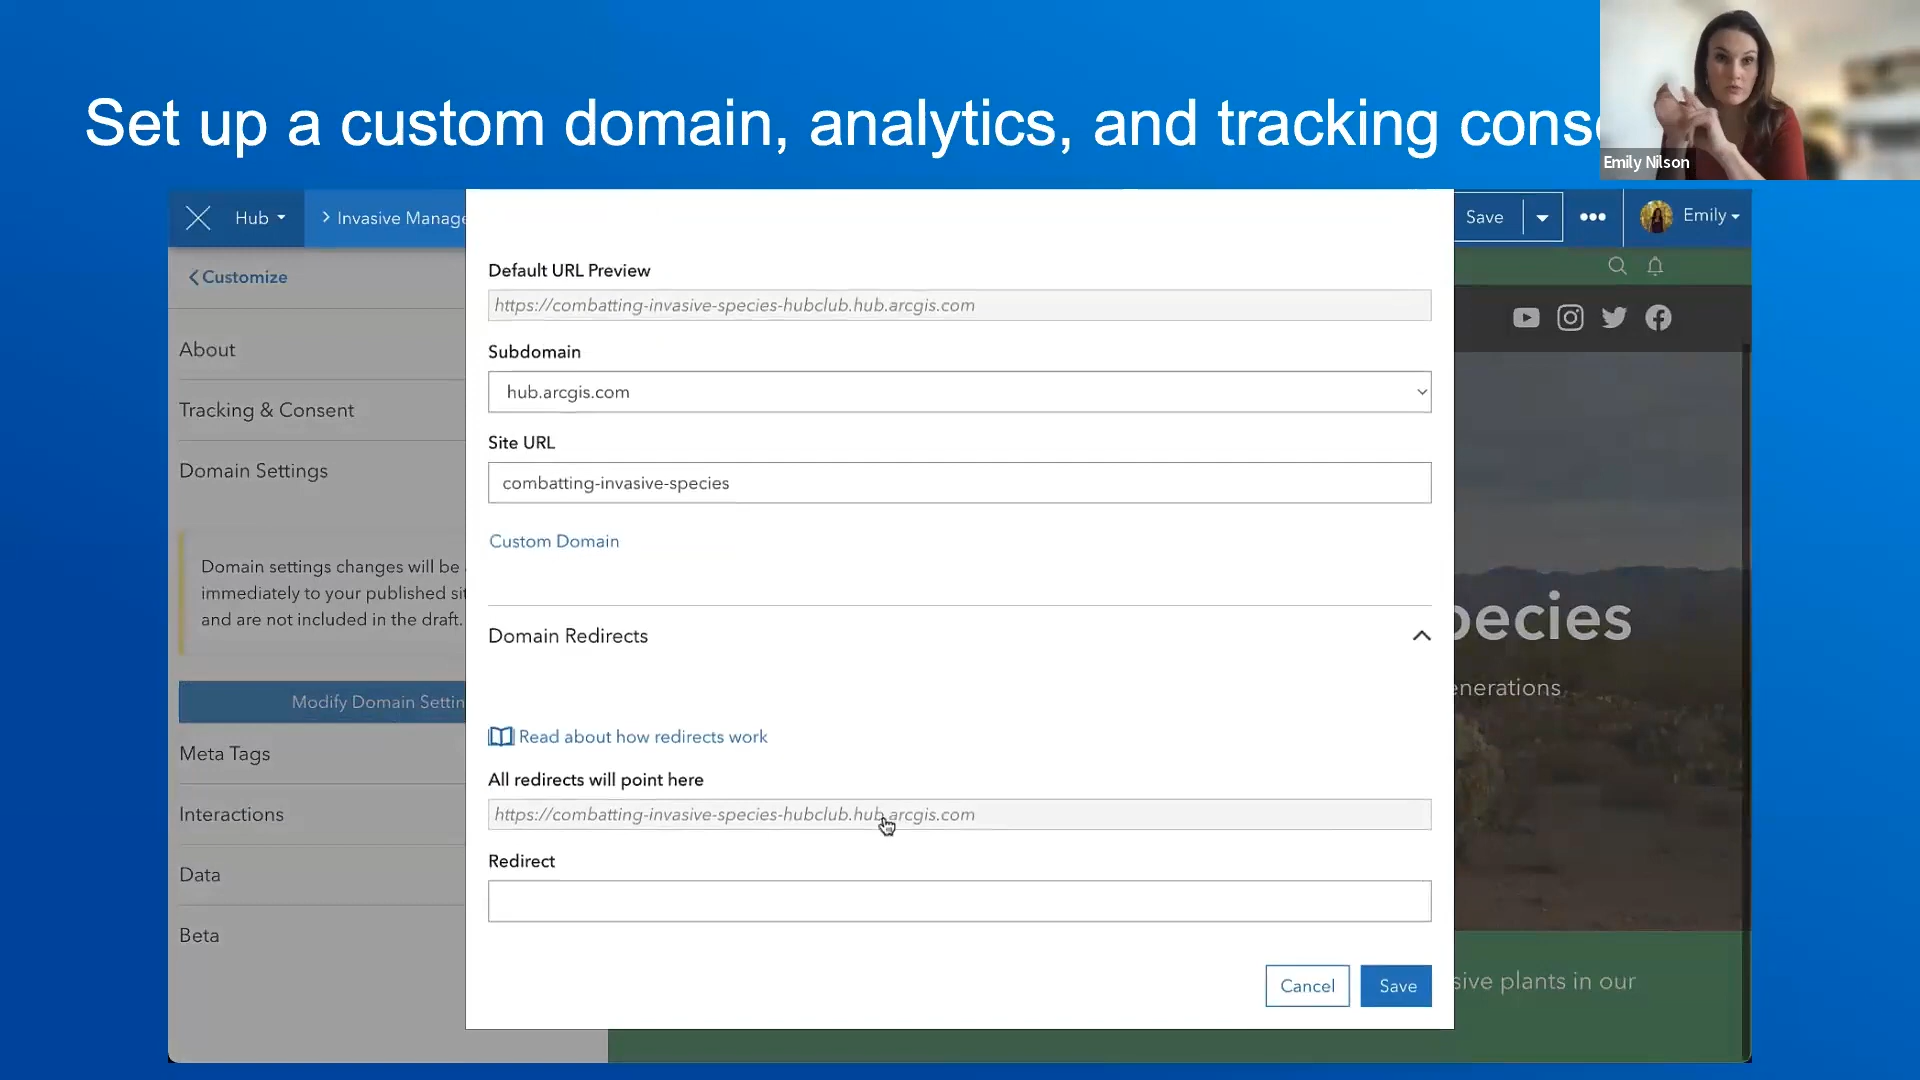 Set up a custom domain, analytics, and tracking cons
Emily Nilson
Hub
Invasive Manage
Save
Emily
Customize
About
Tracking & Consent
Domain Settings
Domain settings changes will be
immediately to your published si
and are not included in the draft.
Modify Domain Settin
Meta Tags
Interactions
Data
Beta
Default URL Preview
https://combatting-invasive-species-hubclub.hub.arcgis.com
Subdomain
hub.arcgis.com
Site URL
combatting-invasive-species
Custom Domain
Domain Redirects
Read about how redirects work
All redirects will point here
https://combatting-invasive-species-hubclub.hub.arcgis.com
Redirect
Cancel
Save
pecies
enerations
sive plants in our